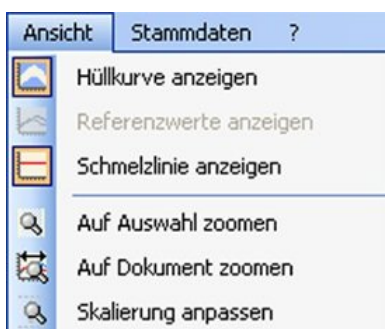 Ansicht Stammdaten ?
Hüllkurve anzeigen
Referenzwerte anzeigen
Schmelzlinie anzeigen
Auf Auswahl zoomen
Auf Dokument zoomen
Skalierung anpassen